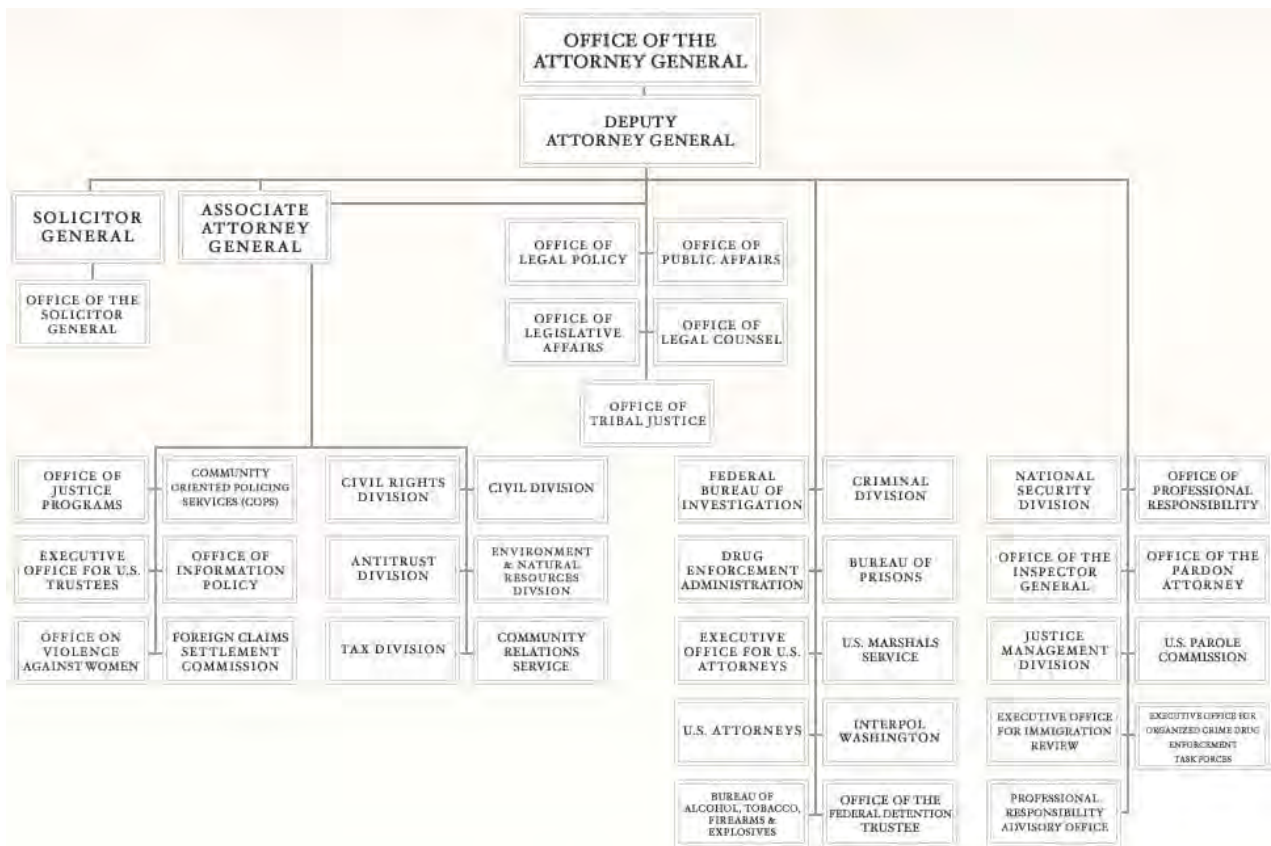 OFFICE OF THE
ATTORNEY GENERAL
DEPUTY
ATTORNEY GENERAL
SOLICITOR
GENERAL
ASSOCIATE
ATTORNEY
GENERAL
OFFICE OF THE
SOLICITOR
GENERAL
OFFICE OF
LEGAL POLICY
OFFICE OF
PUBLIC AFFAIRS
OFFICE OF
LEGISLATIVE
AFFAIRS
OFFICE OF
LEGAL COUNSEL
OFFICE OF
TRIBAL JUSTICE
OFFICE OF
JUSTICE
PROGRAMS
COMMUNITY
ORIENTED POLICING
SERVICES (COPS)
CIVIL RIGHTS
DIVISION
CIVIL DIVISION
EXECUTIVE
OFFICE FOR U.S.
TRUSTEES
OFFICE OF
INFORMATION
POLICY
ANTITRUST
DIVISION
ENVIRONMENT
& NATURAL
RESOURCES
DIVSION
OFFICE ON
VIOLENCE
AGAINST WOMEN
FOREIGN CLAIMS
SETTLEMENT
COMMISSION
TAX DIVISION
COMMUNITY
RELATIONS
SERVICE
FEDERAL
BUREAU OF
INVESTIGATION
CRIMINAL
DIVISION
DRUG
ENFORCEMENT
ADMINISTRATION
BUREAU OF
PRISONS
EXECUTIVE
OFFICE FOR U.S.
ATTORNEYS
U.S. MARSHALS
SERVICE
U.S. ATTORNEYS
INTERPOL
WASHINGTON
BUREAU OF
ALCOHOL, TOBACCO,
FIREARMS &
EXPLOSIVES
OFFICE OF THE
FEDERAL DETENTION
TRUSTEE
NATIONAL
SECURITY
DIVISION
OFFICE OF
PROFESSIONAL
RESPONSIBILITY
OFFICE OF THE
INSPECTOR
GENERAL
OFFICE OF THE
PARDON
ATTORNEY
JUSTICE
MANAGEMENT
DIVISION
U.S. PAROLE
COMMISSION
EXECUTIVE OFFICE
FOR IMMIGRATION
REVIEW
EXECUTIVE OFFICE FOR
ORGANIZED CRIME DRUG
ENFORCEMENT
TASK FORCES
PROFESSIONAL
RESPONSIBILITY
ADVISORY OFFICE